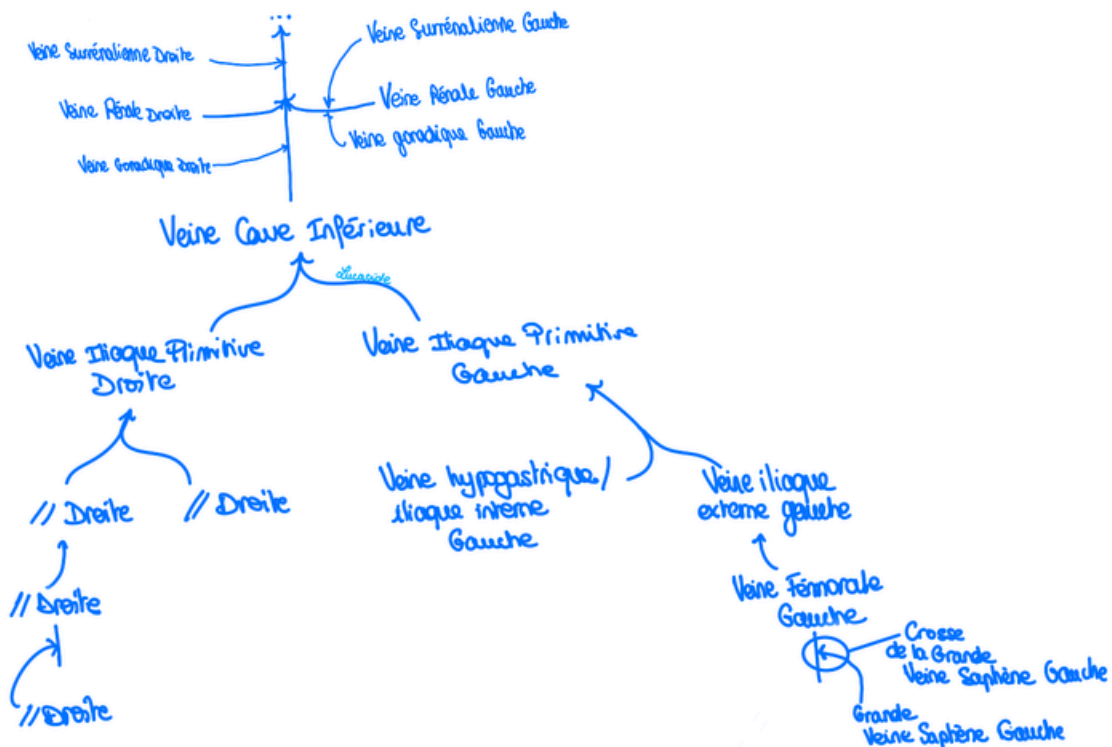 ...
Veine Surrénalienne Gauche
Veine Surrénalienne Droite
Veine Rénale Gauche
Veine Rénale Droite
Veine gonadique Gauche
Veine Gonadique Droite
Veine Cave Inférieure
Lucaside
Veine Iliaque Primitive
Droite
Veine Iliaque Primitive
Gauche
// Droite
// Droite
Veine hypogastrique/
iliaque interne
Gauche
Veine iliaque
externe gauche
// Droite
Veine Fémorale
Gauche
Crosse
de la Grande
Veine Saphène Gauche
// Droite
Grande
Veine Saphène Gauche